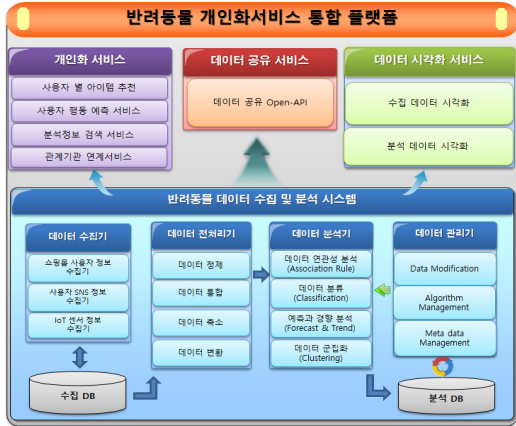 반려동물 개인화서비스 통합 플랫폼
개인화 서비스
사용자 별 아이템 추천
사용자 행동 예측 서비스
분석정보 검색 서비스
관계기관 연계서비스
데이터 공유 서비스
데이터 공유 Open-API
데이터 시각화 서비스
수집 데이터 시각화
분석 데이터 시각화
반려동물 데이터 수집 및 분석 시스템
데이터 수집기
쇼핑몰 사용자 정보
수집기
사용자 SNS 정보
수집기
IoT 센서 정보
수집기
수집 DB
데이터 전처리기
데이터 정제
데이터 통합
데이터 축소
데이터 변환
데이터 분석기
데이터 연관성 분석
(Association Rule)
데이터 분류
(Classification)
예측과 경향 분석
(Forecast & Trend)
데이터 군집화
(Clustering)
데이터 관리기
Data Modification
Algorithm
Management
Meta data
Management
분석 DB